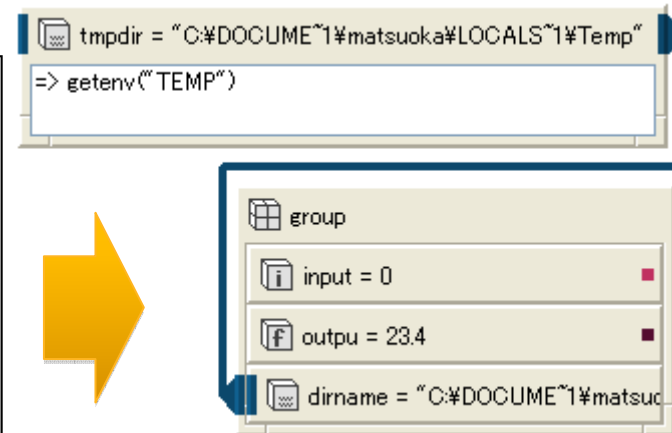 tmpdir = "C:¥DOCUME~1¥matsuoka¥LOCALS~1¥Temp"
=> getenv("TEMP")
group
i input = 0
f outpu = 23.4
dirname = "C:¥DOCUME~1¥matsuo